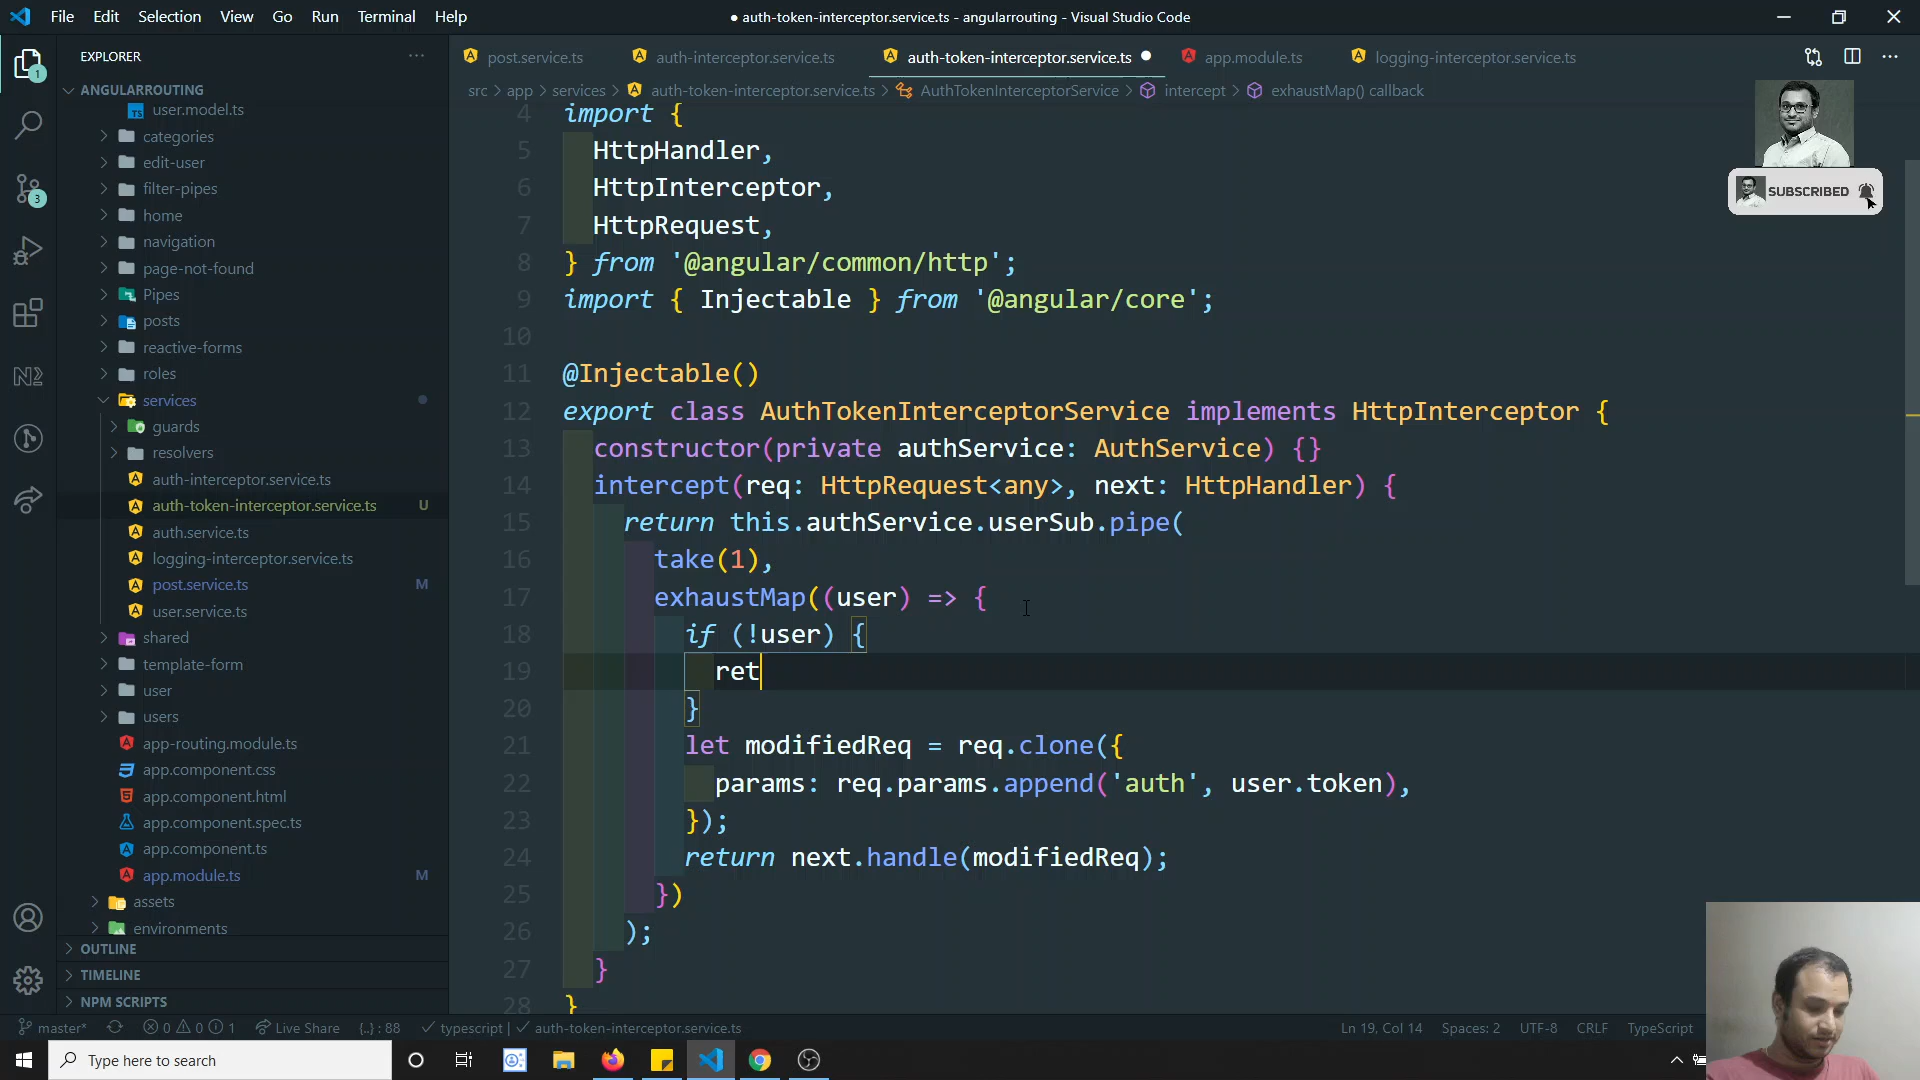 File Edit Selection View Go Run Terminal Help
● auth-token-interceptor.service.ts - angularrouting - Visual Studio Code
EXPLORER
post.service.ts
auth-interceptor.service.ts
auth-token-interceptor.service.ts
app.module.ts
logging-interceptor.service.ts
src > app > services > auth-token-interceptor.service.ts > AuthTokenInterceptorService > intercept > exhaustMap() callback
1
3
ANGULARROUTING
user.model.ts
categories
edit-user
filter-pipes
home
navigation
page-not-found
Pipes
posts
reactive-forms
roles
services
guards
resolvers
auth-interceptor.service.ts
auth-token-interceptor.service.ts U
auth.service.ts
logging-interceptor.service.ts
post.service.ts M
user.service.ts
shared
template-form
user
users
app-routing.module.ts
app.component.css
app.component.html
app.component.spec.ts
app.component.ts
app.module.ts M
assets
environments
OUTLINE
TIMELINE
NPM SCRIPTS
4 import {
5 HttpHandler,
6 HttpInterceptor,
7 HttpRequest,
8 } from '@angular/common/http';
9 import { Injectable } from '@angular/core';
10
11 @Injectable()
12 export class AuthTokenInterceptorService implements HttpInterceptor {
13 constructor(private authService: AuthService) {}
14 intercept(req: HttpRequest<any>, next: HttpHandler) {
15 return this.authService.userSub.pipe(
16 take(1),
17 exhaustMap((user) => {
18 if (!user) {
19 ret
20 }
21 let modifiedReq = req.clone({
22 params: req.params.append('auth', user.token),
23 });
24 return next.handle(modifiedReq);
25 })
26 );
27 }
28 }
SUBSCRIBED
master* 0 0 1 Live Share {..} : 88 typescript | auth-token-interceptor.service.ts
Ln 19, Col 14 Spaces: 2 UTF-8 CRLF TypeScript
Type here to search